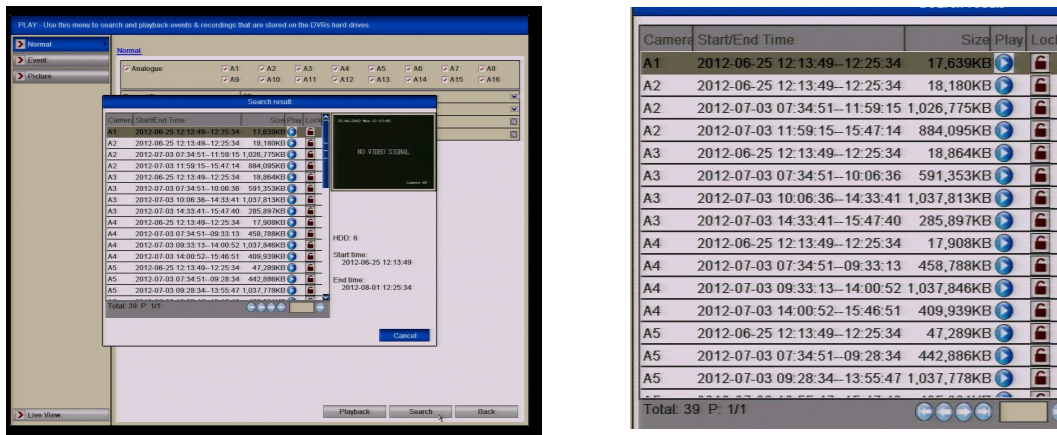 PLAY - Use this menu to search and playback events & recordings that are stored on the DVRs hard drives
Normal
Event
Picture
Live View
Normal
Analogue A1 A2 A3 A4 A5 A6 A7 A8
A9 A10 A11 A12 A13 A14 A15 A16
Search result
Camera Start/End Time Size Play Lock
A1 2012-06-25 12:13:49--12:25:34 17,639KB
A2 2012-06-25 12:13:49--12:25:34 18,180KB
A2 2012-07-03 07:34:51--11:59:15 1,026,775KB
A2 2012-07-03 11:59:15--15:47:14 884,095KB
A3 2012-06-25 12:13:49--12:25:34 18,864KB
A3 2012-07-03 07:34:51--10:06:36 591,353KB
A3 2012-07-03 10:06:36--14:33:41 1,037,813KB
A3 2012-07-03 14:33:41--15:47:40 285,897KB
A4 2012-06-25 12:13:49--12:25:34 17,908KB
A4 2012-07-03 07:34:51--09:33:13 458,788KB
A4 2012-07-03 09:33:13--14:00:52 1,037,846KB
A4 2012-07-03 14:00:52--15:46:51 409,939KB
A5 2012-06-25 12:13:49--12:25:34 47,289KB
A5 2012-07-03 07:34:51--09:28:34 442,886KB
A5 2012-07-03 09:28:34--13:55:47 1,037,778KB
Total: 39 P: 1/1
NO VIDEO SIGNAL
HDD: 6
Start time:
2012-06-25 12:13:49
End time:
2012-08-01 12:25:34
Cancel
Playback Search Back
Camera Start/End Time Size Play Loc
A1 2012-06-25 12:13:49--12:25:34 17,639KB
A2 2012-06-25 12:13:49--12:25:34 18,180KB
A2 2012-07-03 07:34:51--11:59:15 1,026,775KB
A2 2012-07-03 11:59:15--15:47:14 884,095KB
A3 2012-06-25 12:13:49--12:25:34 18,864KB
A3 2012-07-03 07:34:51--10:06:36 591,353KB
A3 2012-07-03 10:06:36--14:33:41 1,037,813KB
A3 2012-07-03 14:33:41--15:47:40 285,897KB
A4 2012-06-25 12:13:49--12:25:34 17,908KB
A4 2012-07-03 07:34:51--09:33:13 458,788KB
A4 2012-07-03 09:33:13--14:00:52 1,037,846KB
A4 2012-07-03 14:00:52--15:46:51 409,939KB
A5 2012-06-25 12:13:49--12:25:34 47,289KB
A5 2012-07-03 07:34:51--09:28:34 442,886KB
A5 2012-07-03 09:28:34--13:55:47 1,037,778KB
Total: 39 P: 1/1